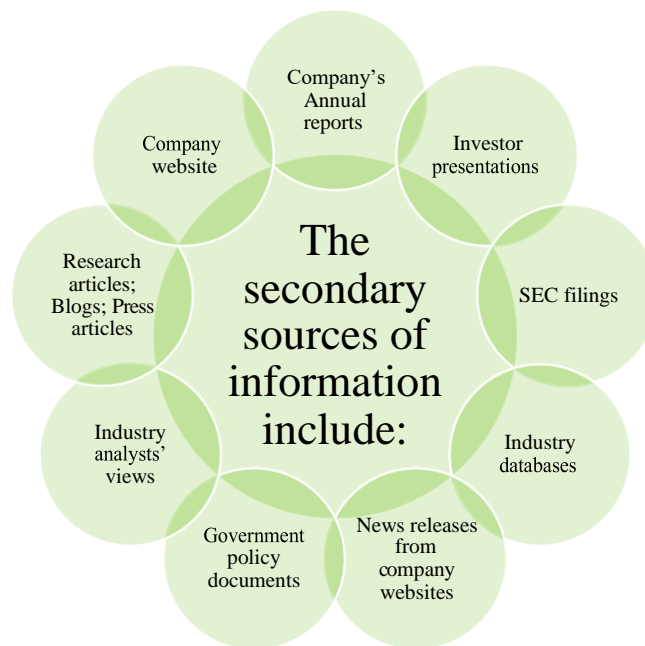 The
secondary
sources of
information
include:
Company's
Annual
reports
Investor
presentations
SEC filings
Industry
databases
News releases
from
company
websites
Government
policy
documents
Industry
analysts'
views
Research
articles;
Blogs; Press
articles
Company
website